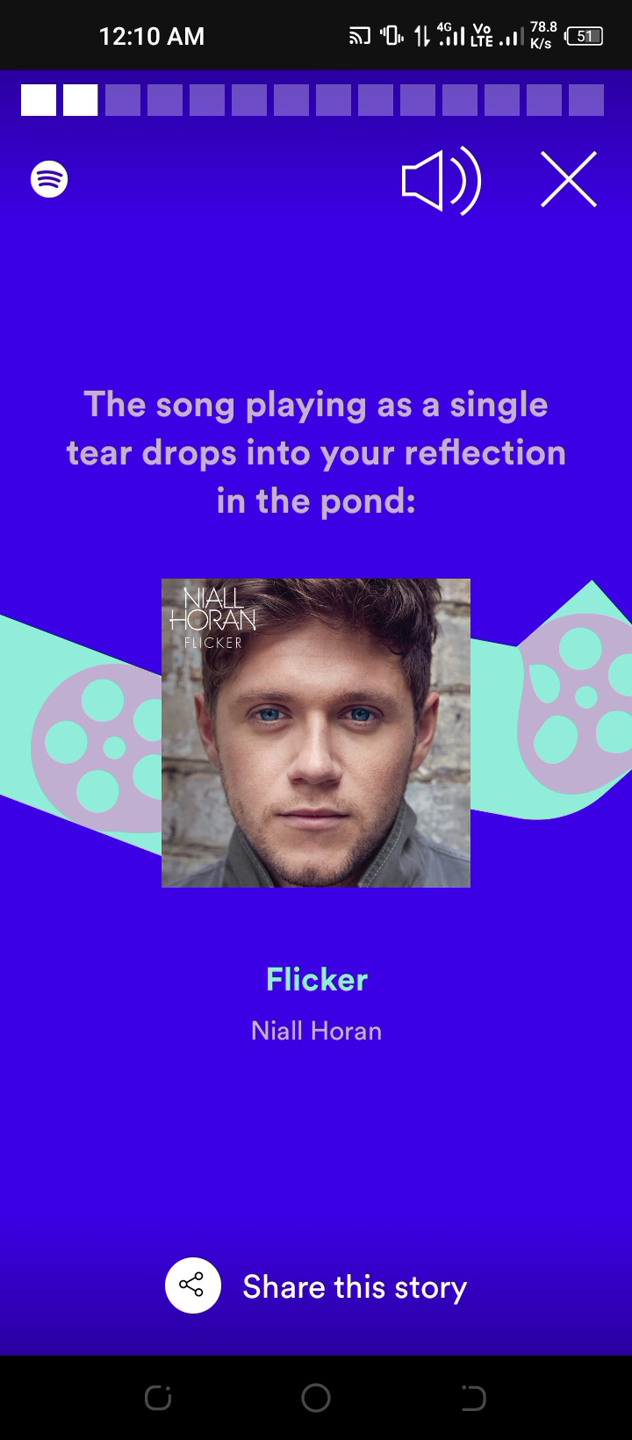 12:10 AM 4G Vo LTE 78.8 K/s 51
The song playing as a single
tear drops into your reflection
in the pond:
NIALL
HORAN
FLICKER
Flicker
Niall Horan
Share this story